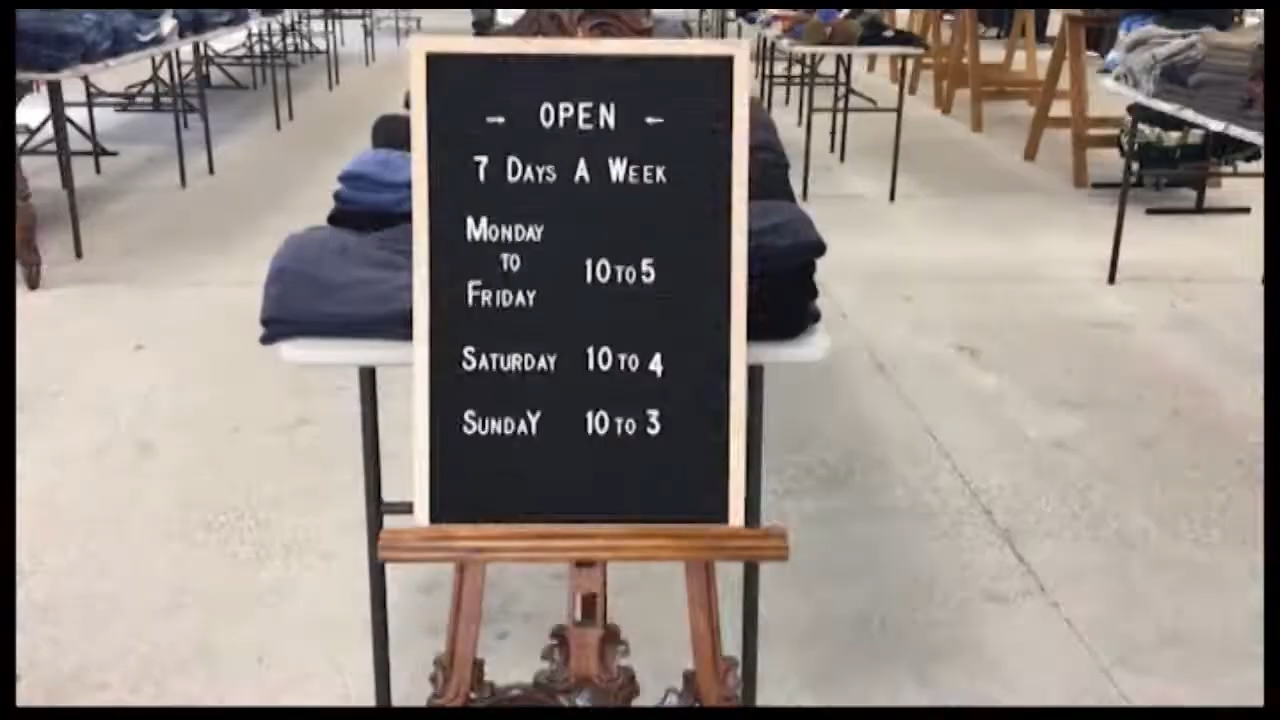 → OPEN ←
7 DAYS A WEEK
MONDAY
TO
FRIDAY
10 TO 5
SATURDAY 10 TO 4
SUNDAY 10 TO 3